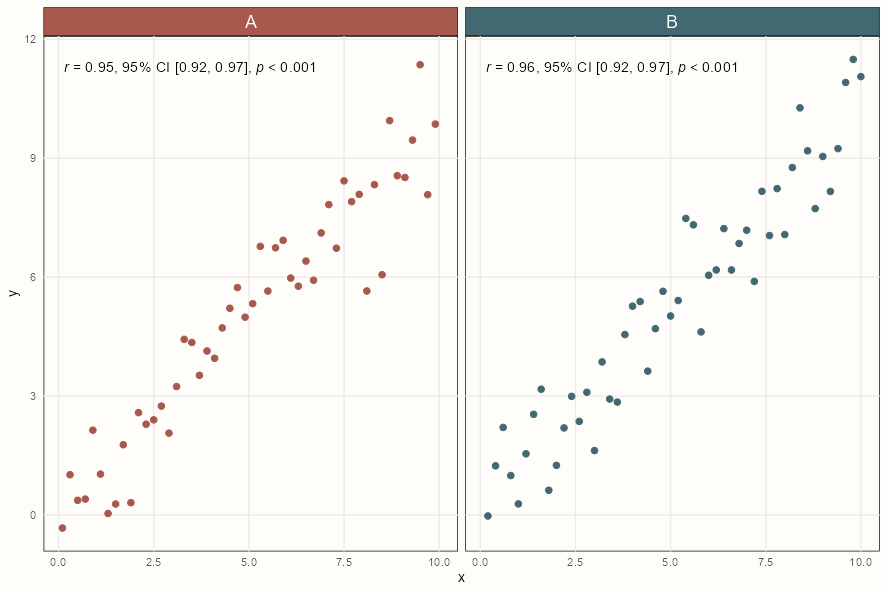 A
B
r = 0.95, 95% CI [0.92, 0.97], p < 0.001
r = 0.96, 95% CI [0.92, 0.97], p < 0.001
12
9
6
3
0
y
0.0 2.5 5.0 7.5 10.0
0.0 2.5 5.0 7.5 10.0
x